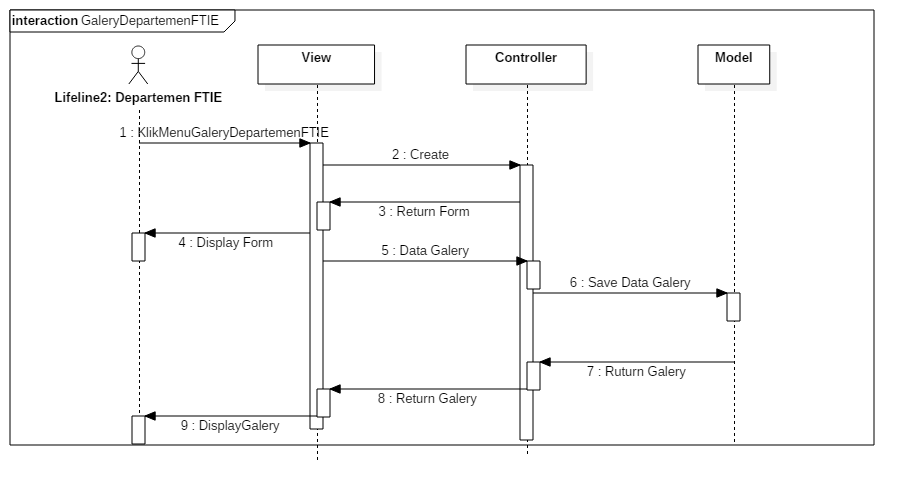 interaction GaleryDepartemenFTIE
View
Controller
Model
Lifeline2: Departemen FTIE
1 : KlikMenuGaleryDepartemenFTIE
2 : Create
3 : Return Form
4 : Display Form
5 : Data Galery
6 : Save Data Galery
7 : Ruturn Galery
8 : Return Galery
9 : DisplayGalery